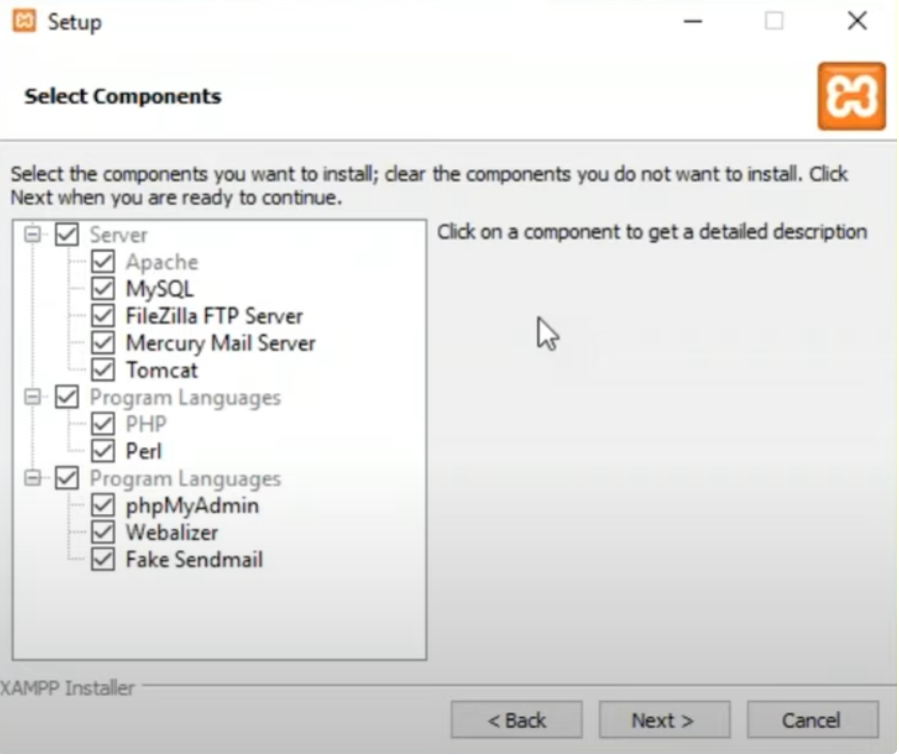 Setup
Select Components
Select the components you want to install; clear the components you do not want to install. Click
Next when you are ready to continue.
Server
Apache
MySQL
FileZilla FTP Server
Mercury Mail Server
Tomcat
Program Languages
PHP
Perl
Program Languages
phpMyAdmin
Webalizer
Fake Sendmail
Click on a component to get a detailed description
XAMPP Installer
< Back
Next >
Cancel